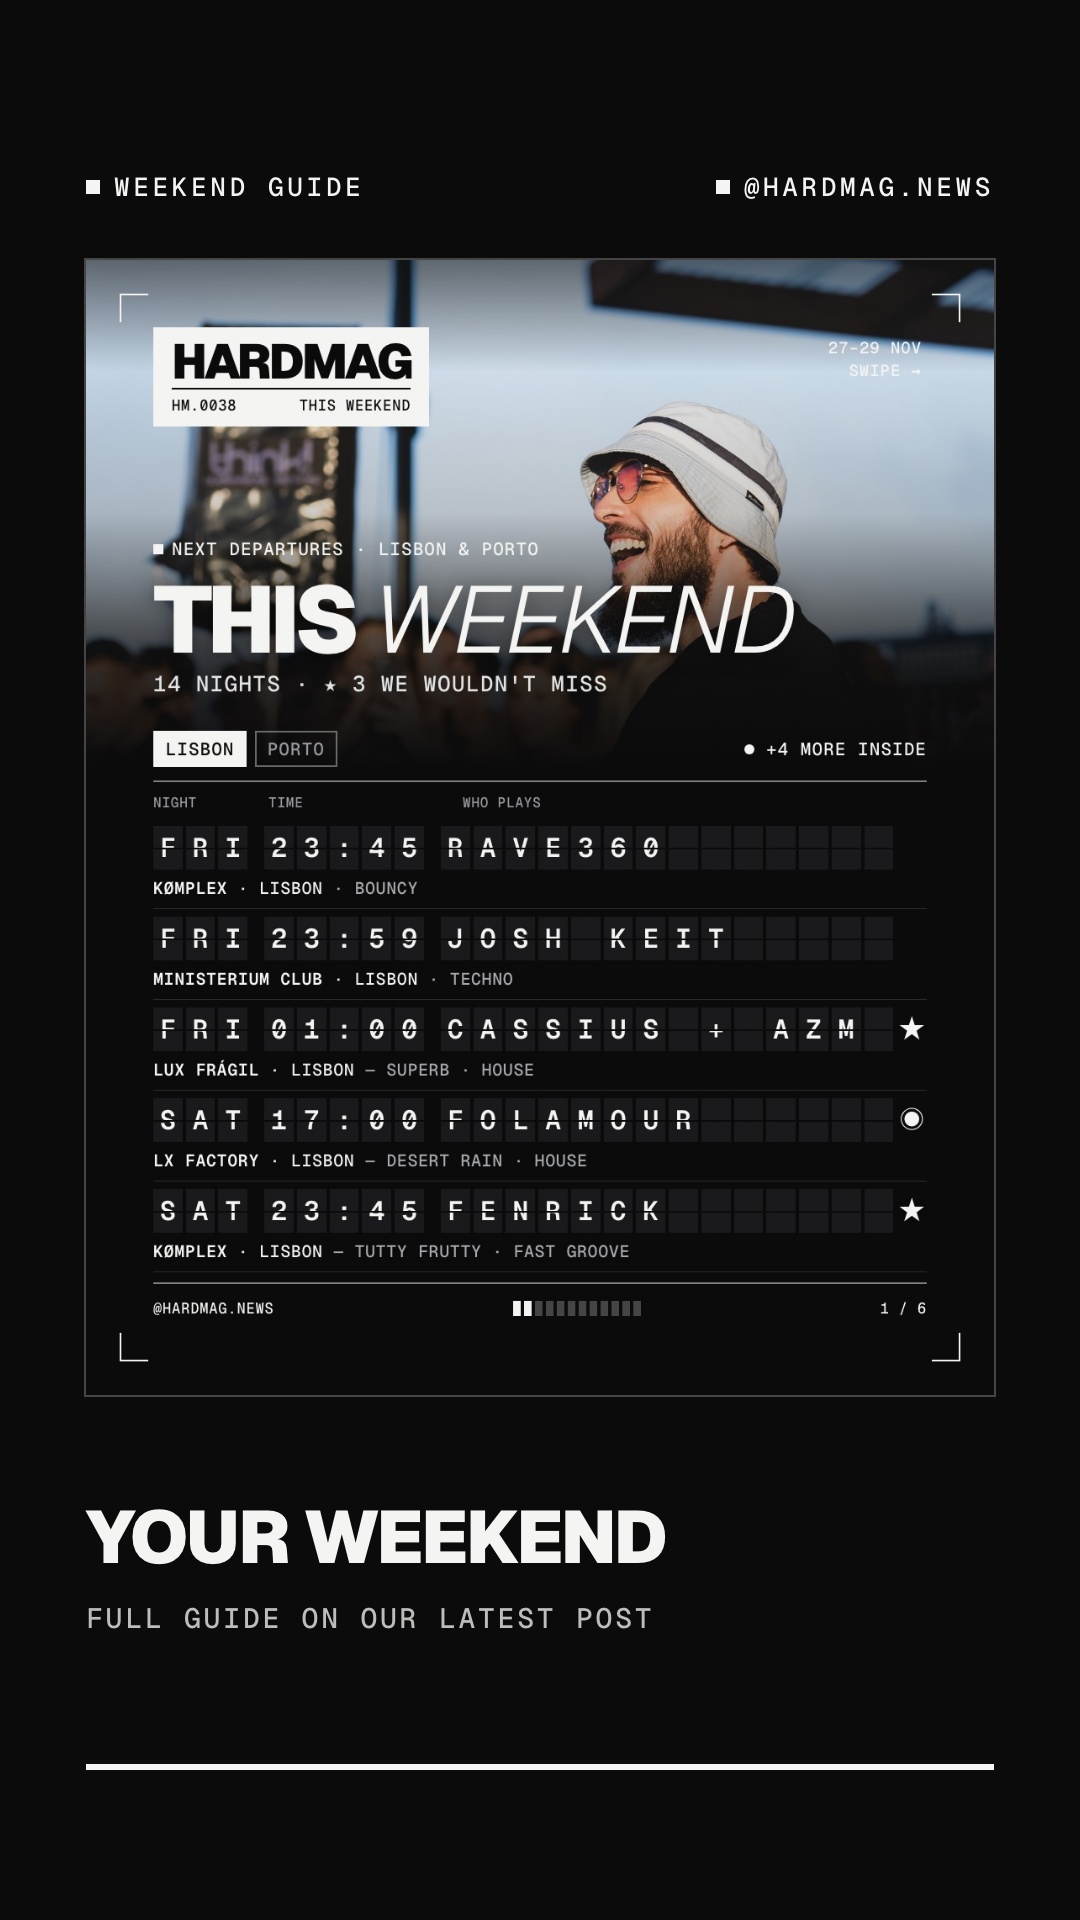 WEEKEND GUIDE
@HARDMAG.NEWS
HARDMAG
HM.0038 THIS WEEKEND
27–29 NOV
SWIPE →
think!
NEXT DEPARTURES · LISBON & PORTO
THIS WEEKEND
14 NIGHTS · ★ 3 WE WOULDN'T MISS
LISBON PORTO
● +4 MORE INSIDE
NIGHT TIME WHO PLAYS
FRI 23:45 RAVE360
KØMPLEX · LISBON · BOUNCY
FRI 23:59 JOSH KEIT
MINISTERIUM CLUB · LISBON · TECHNO
FRI 01:00 CASSIUS + AZM ★
LUX FRÁGIL · LISBON — SUPERB · HOUSE
SAT 17:00 FOLAMOUR ◉
LX FACTORY · LISBON — DESERT RAIN · HOUSE
SAT 23:45 FENRICK ★
KØMPLEX · LISBON — TUTTY FRUTTY · FAST GROOVE
@HARDMAG.NEWS 1 / 6
YOUR WEEKEND
FULL GUIDE ON OUR LATEST POST